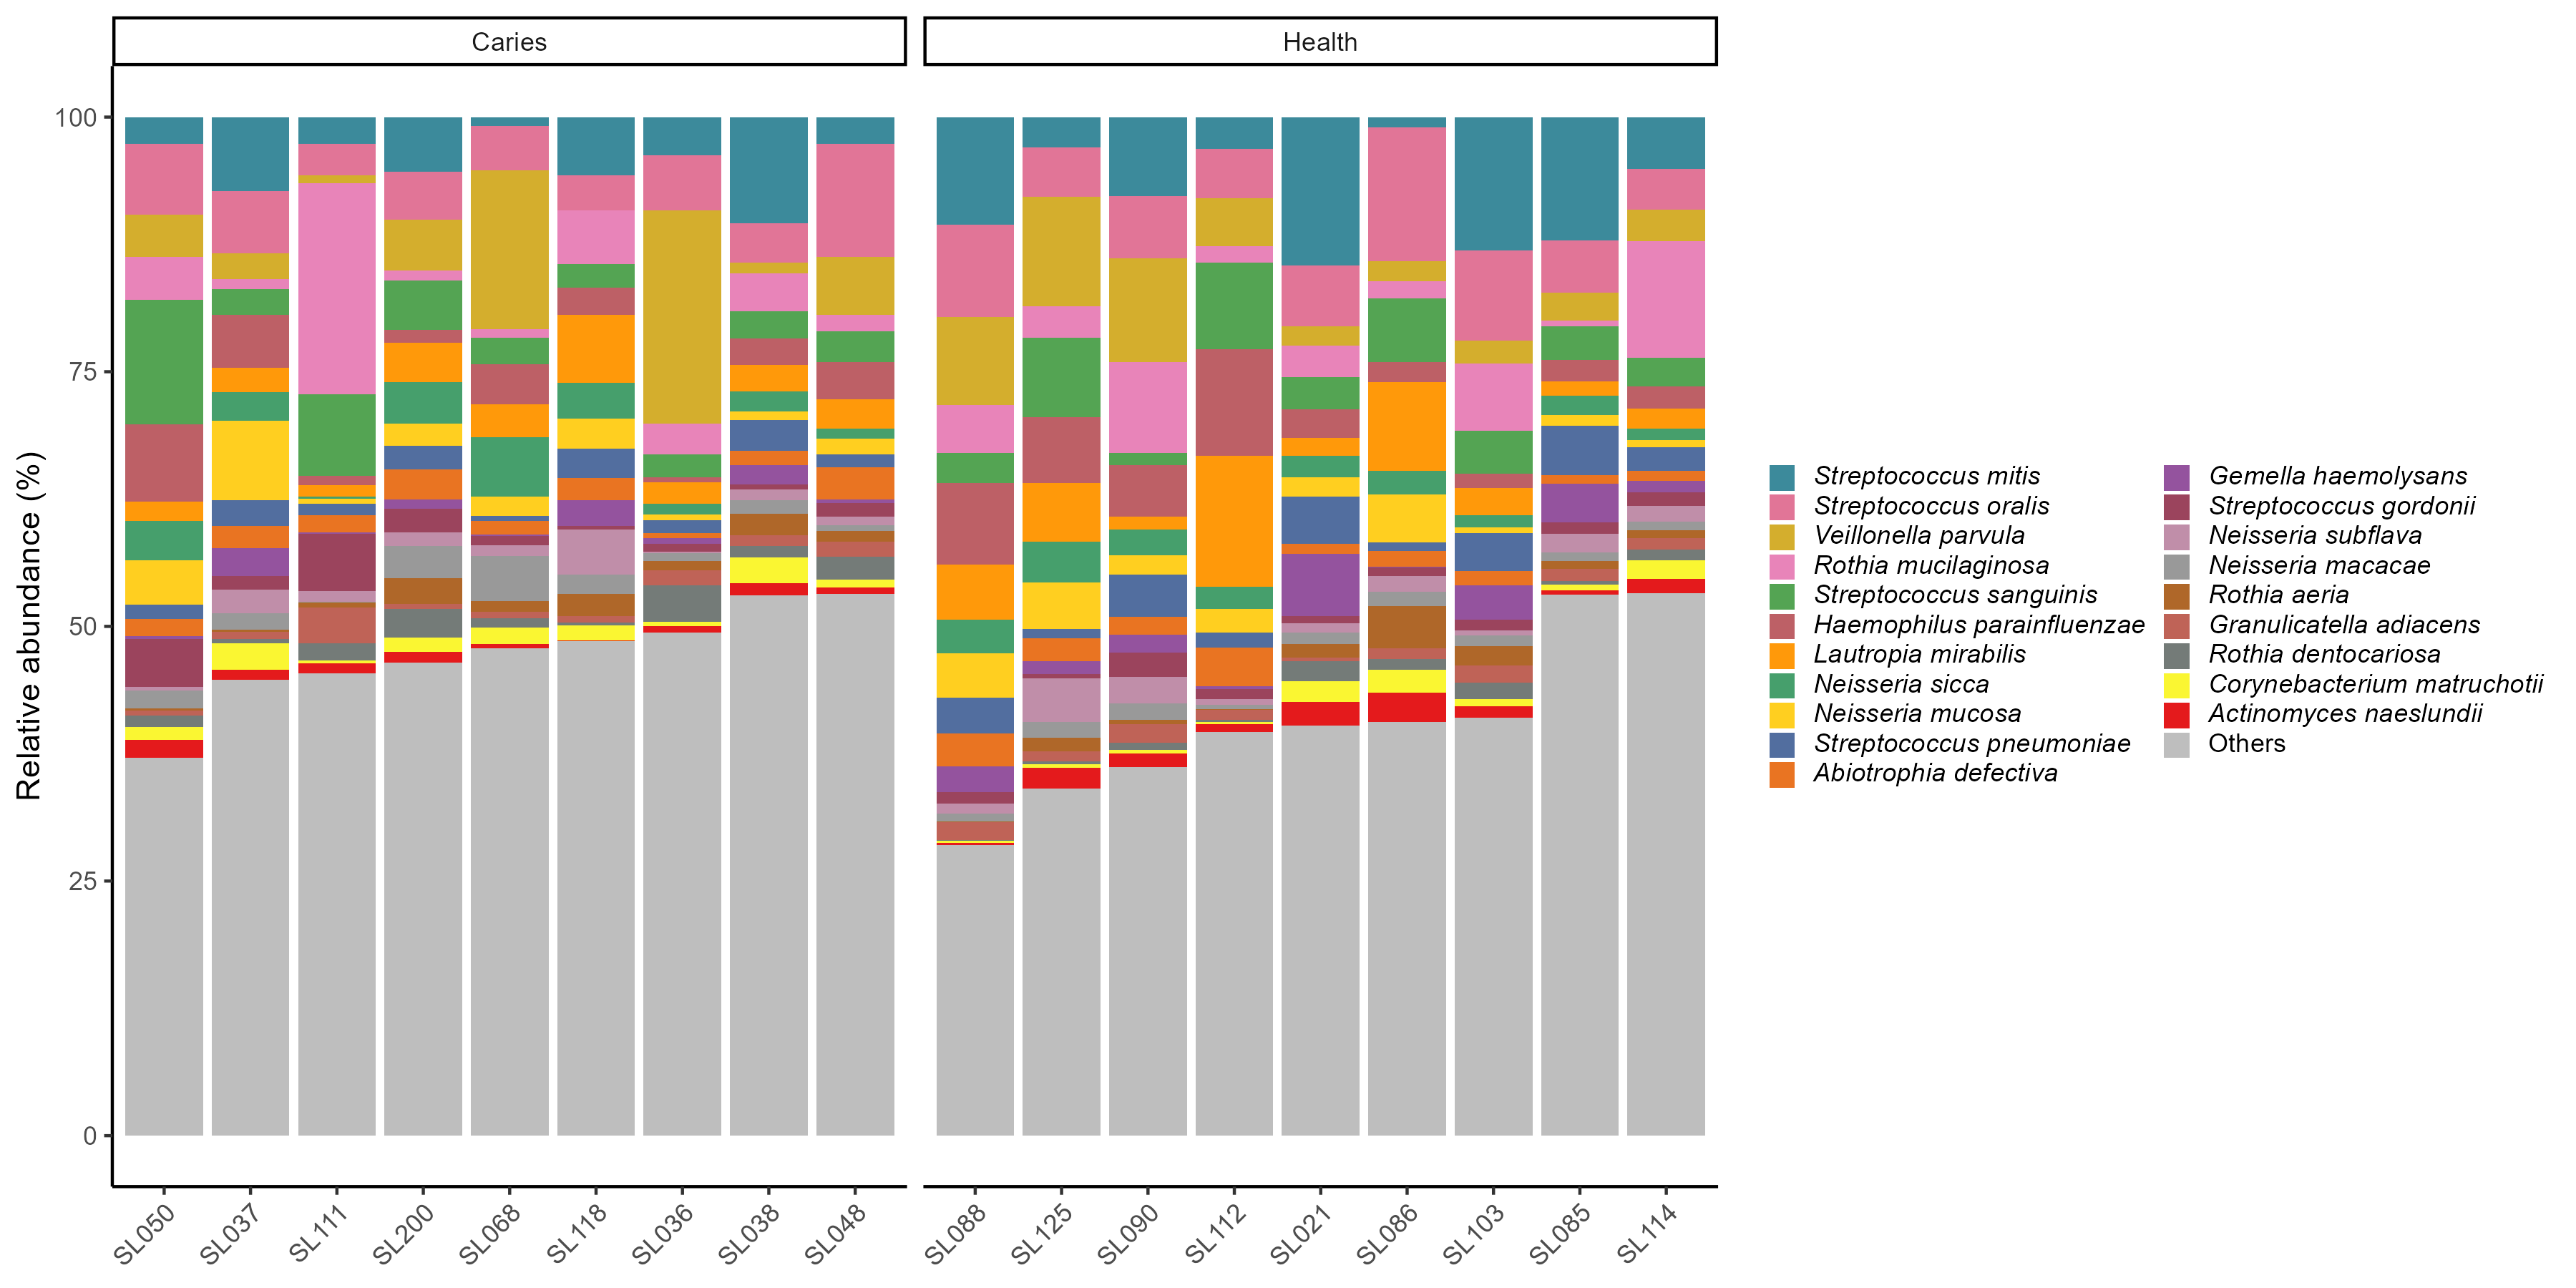 Caries
Health
Relative abundance (%)
100
75
50
25
0
SL050
SL037
SL111
SL200
SL068
SL118
SL036
SL038
SL048
SL088
SL125
SL090
SL112
SL021
SL086
SL103
SL085
SL114
Streptococcus mitis
Streptococcus oralis
Veillonella parvula
Rothia mucilaginosa
Streptococcus sanguinis
Haemophilus parainfluenzae
Lautropia mirabilis
Neisseria sicca
Neisseria mucosa
Streptococcus pneumoniae
Abiotrophia defectiva
Gemella haemolysans
Streptococcus gordonii
Neisseria subflava
Neisseria macacae
Rothia aeria
Granulicatella adiacens
Rothia dentocariosa
Corynebacterium matruchotii
Actinomyces naeslundii
Others